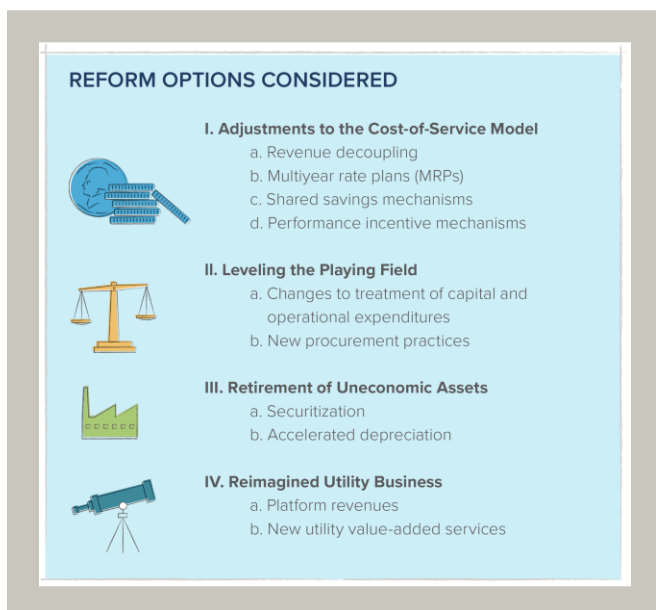 REFORM OPTIONS CONSIDERED
I. Adjustments to the Cost-of-Service Model
a. Revenue decoupling
b. Multiyear rate plans (MRPs)
c. Shared savings mechanisms
d. Performance incentive mechanisms
II. Leveling the Playing Field
a. Changes to treatment of capital and
operational expenditures
b. New procurement practices
III. Retirement of Uneconomic Assets
a. Securitization
b. Accelerated depreciation
IV. Reimagined Utility Business
a. Platform revenues
b. New utility value-added services